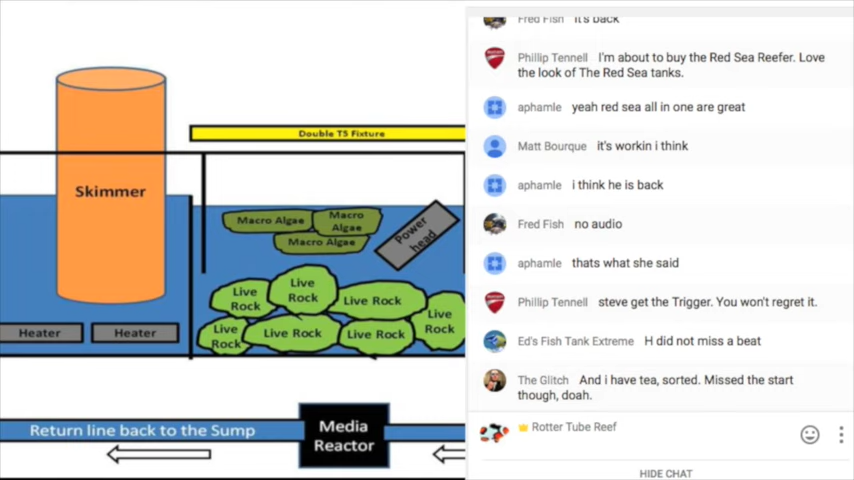 Skimmer
Double T5 Fixture
Macro Algae
Macro
Algae
Macro Algae
Power
head
Live
Rock
Live
Rock
Live Rock
Live
Rock
Live
Rock
Live Rock
Live Rock
Heater
Heater
Return line back to the Sump
Media
Reactor
Fred Fish it's back
Phillip Tennell I'm about to buy the Red Sea Reefer. Love
the look of The Red Sea tanks.
aphamle yeah red sea all in one are great
Matt Bourque it's workin i think
aphamle i think he is back
Fred Fish no audio
aphamle thats what she said
Phillip Tennell steve get the Trigger. You won't regret it.
Ed's Fish Tank Extreme H did not miss a beat
The Glitch And i have tea, sorted. Missed the start
though, doah.
Rotter Tube Reef
HIDE CHAT